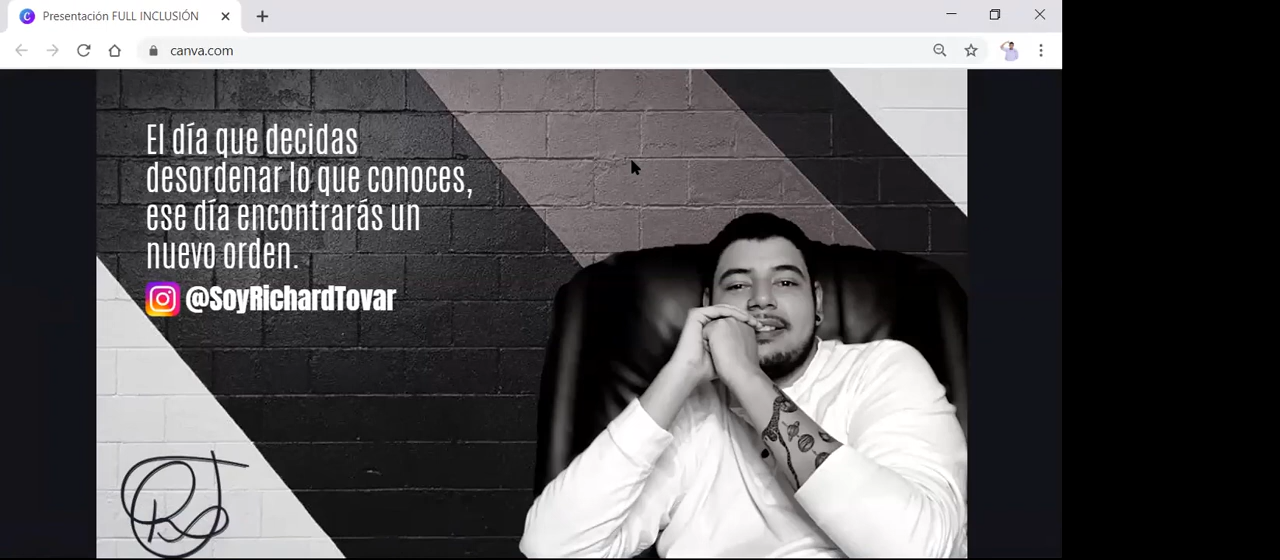 Presentación FULL INCLUSIÓN
canva.com
El día que decidas
desordenar lo que conoces,
ese día encontrarás un
nuevo orden.
@SoyRichardTovar